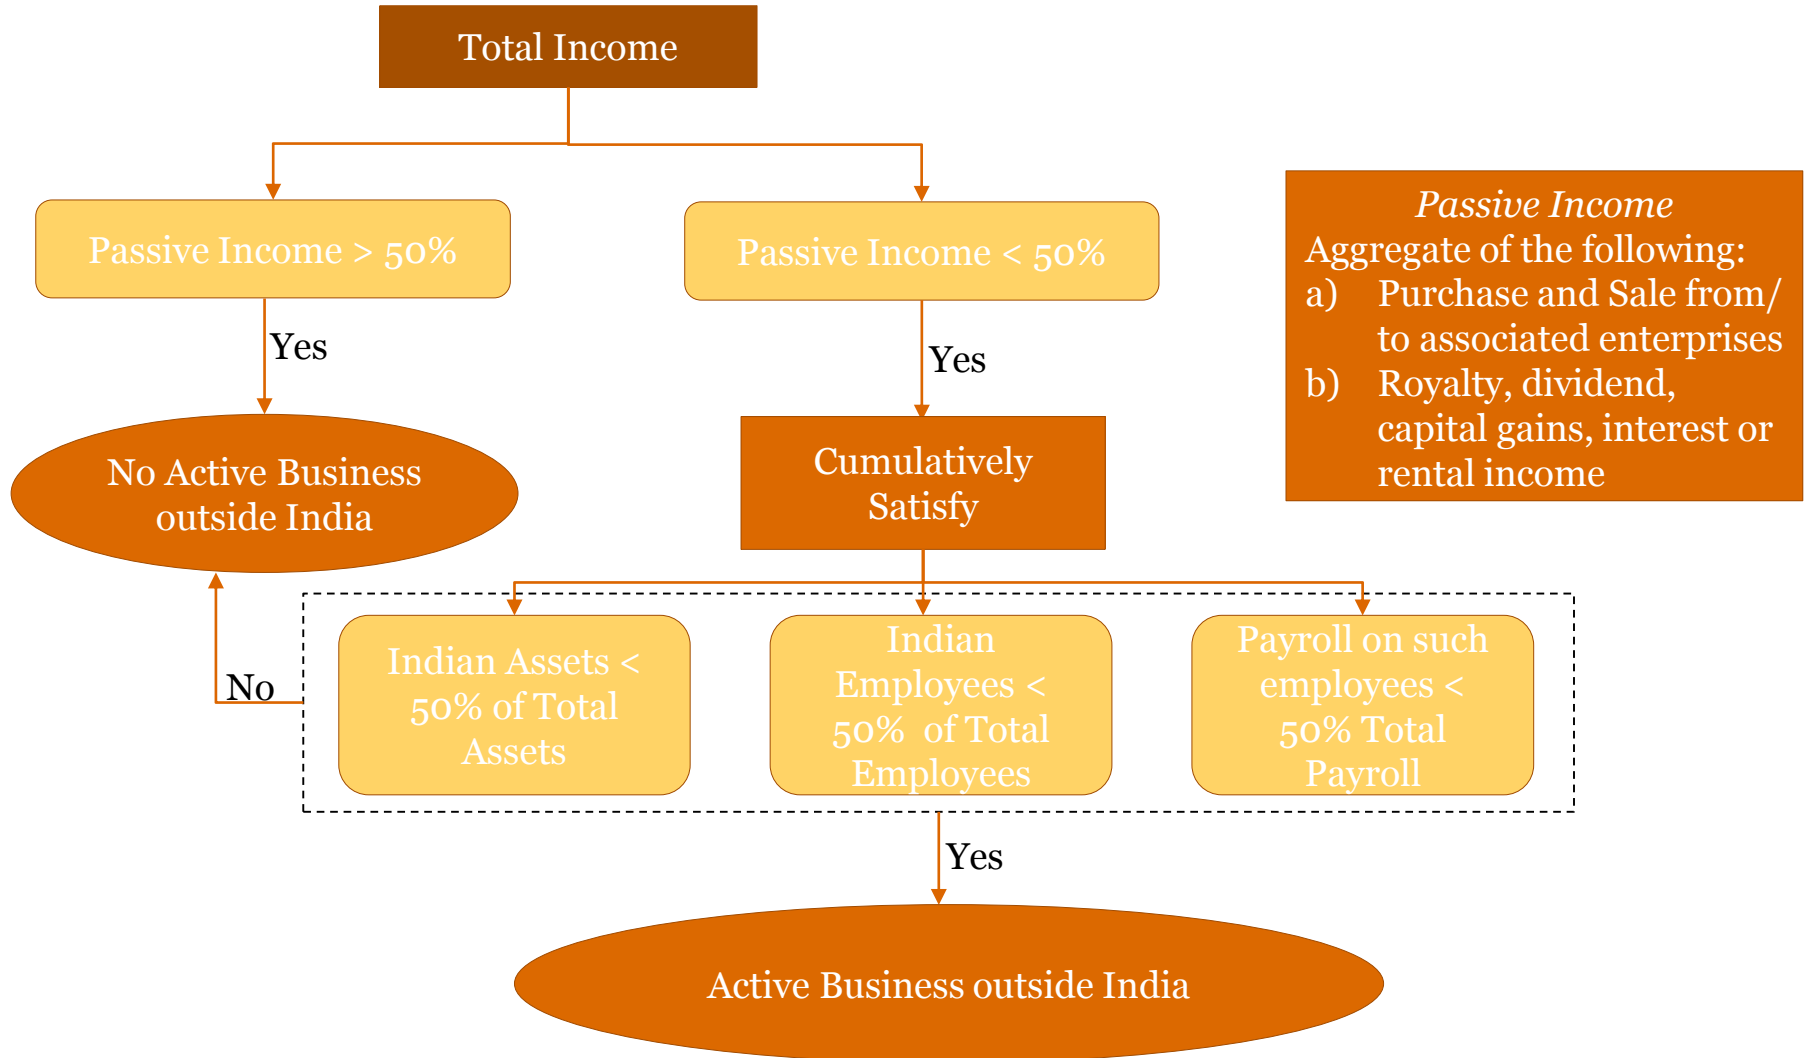 Total Income
Passive Income > 50%
Passive Income < 50%
Passive Income
Aggregate of the following:
a) Purchase and Sale from/
to associated enterprises
b) Royalty, dividend,
capital gains, interest or
rental income
Yes
Yes
No Active Business
outside India
Cumulatively
Satisfy
No
Indian Assets <
50% of Total
Assets
Indian
Employees <
50% of Total
Employees
Payroll on such
employees <
50% Total
Payroll
Yes
Active Business outside India